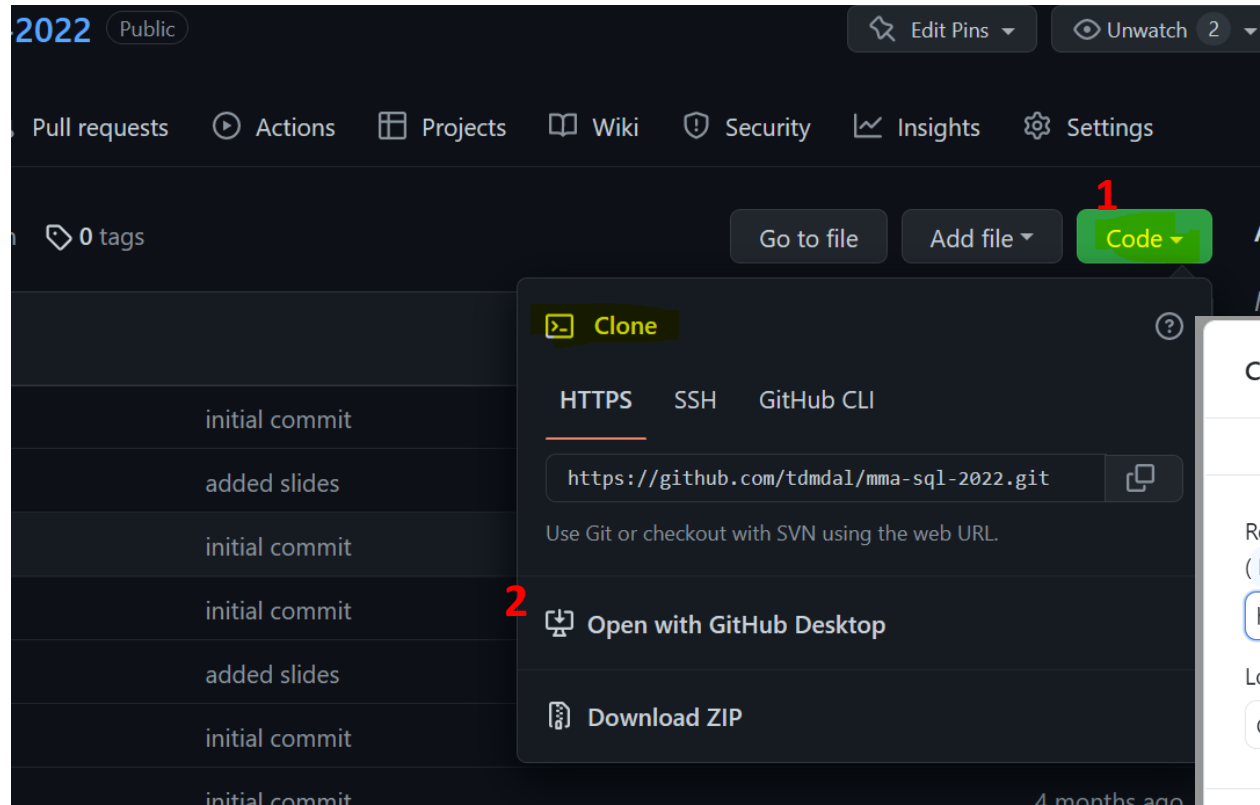 -2022 Public Edit Pins Unwatch 2
Pull requests Actions Projects Wiki Security Insights Settings
1
0 tags Go to file Add file Code
Clone
HTTPS SSH GitHub CLI
initial commit
https://github.com/tdmdal/mma-sql-2022.git
added slides
Use Git or checkout with SVN using the web URL.
initial commit
2
initial commit
Open with GitHub Desktop
added slides
Download ZIP
initial commit
initial commit 4 months ago